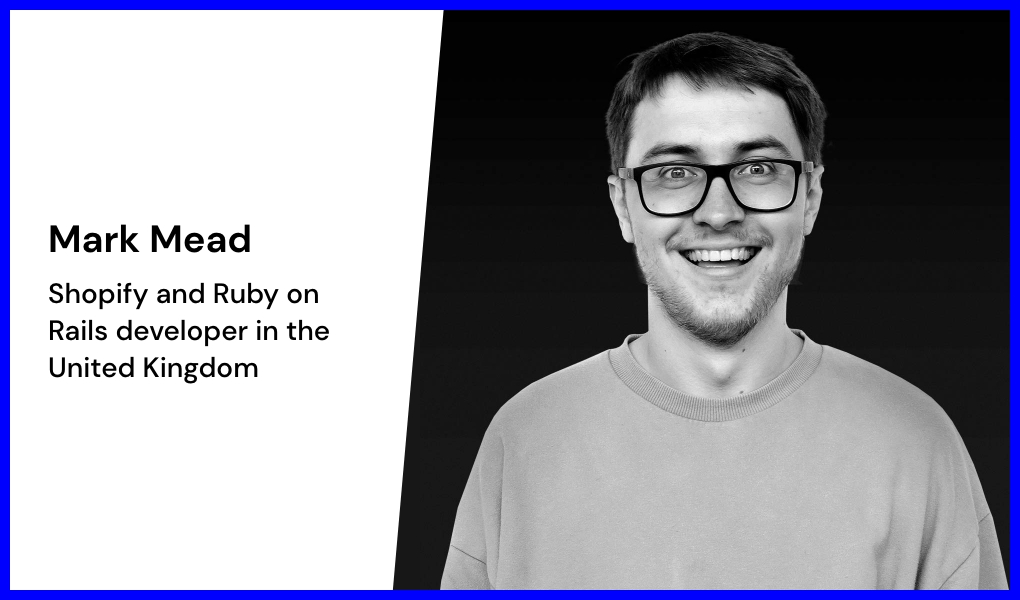 Mark Mead
Shopify and Ruby on
Rails developer in the
United Kingdom